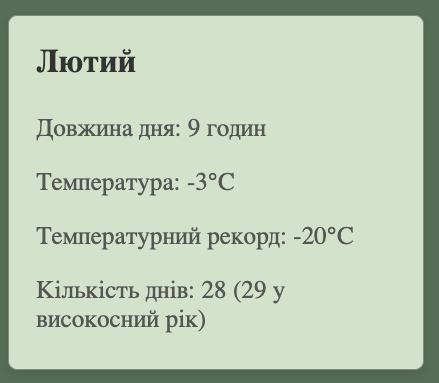 Лютий
Довжина дня: 9 годин
Температура: -3°C
Температурний рекорд: -20°C
Кількість днів: 28 (29 у
високосний рік)